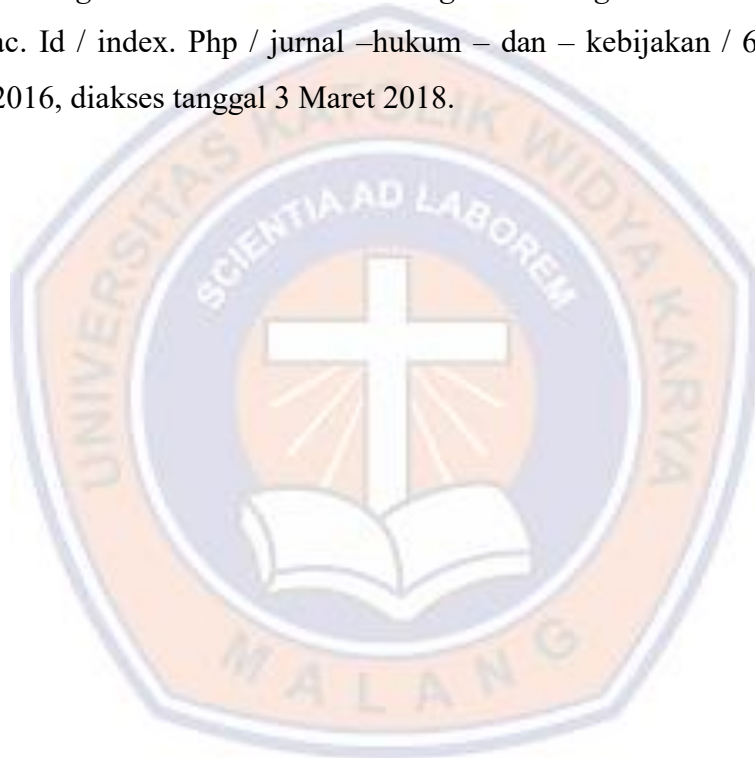 ac. Id / index. Php / jurnal –hukum – dan – kebijakan / 6
2016, diakses tanggal 3 Maret 2018.
UNIVERSITAS KATOLIK WIDYA KARYA
SCIENTIA AD LABOREM
MALANG